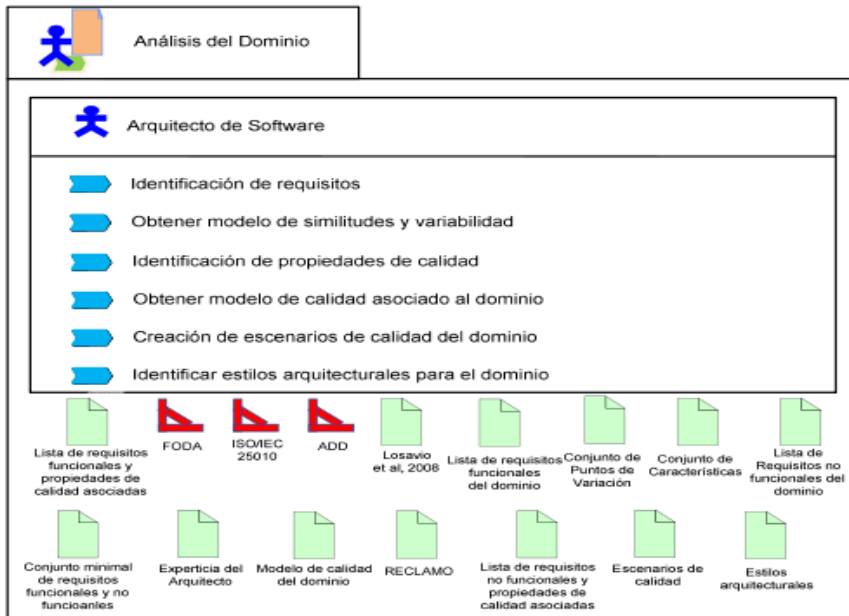 Análisis del Dominio
Arquitecto de Software
Identificación de requisitos
Obtener modelo de similitudes y variabilidad
Identificación de propiedades de calidad
Obtener modelo de calidad asociado al dominio
Creación de escenarios de calidad del dominio
Identificar estilos arquitecturales para el dominio
Lista de requisitos
funcionales y
propiedades de
calidad asociadas
FODA
ISO/IEC
25010
ADD
Losavio
et al, 2008
Lista de requisitos
funcionales
del dominio
Conjunto de
Puntos de
Variación
Conjunto de
Características
Lista de
Requisitos no
funcionales del
dominio
Conjunto minimal
de requisitos
funcionales y no
funcioanles
Experticia del
Arquitecto
Modelo de calidad
del dominio
RECLAMO
Lista de requisitos
no funcionales y
propiedades de
calidad asociadas
Escenarios de
calidad
Estilos
arquitecturales